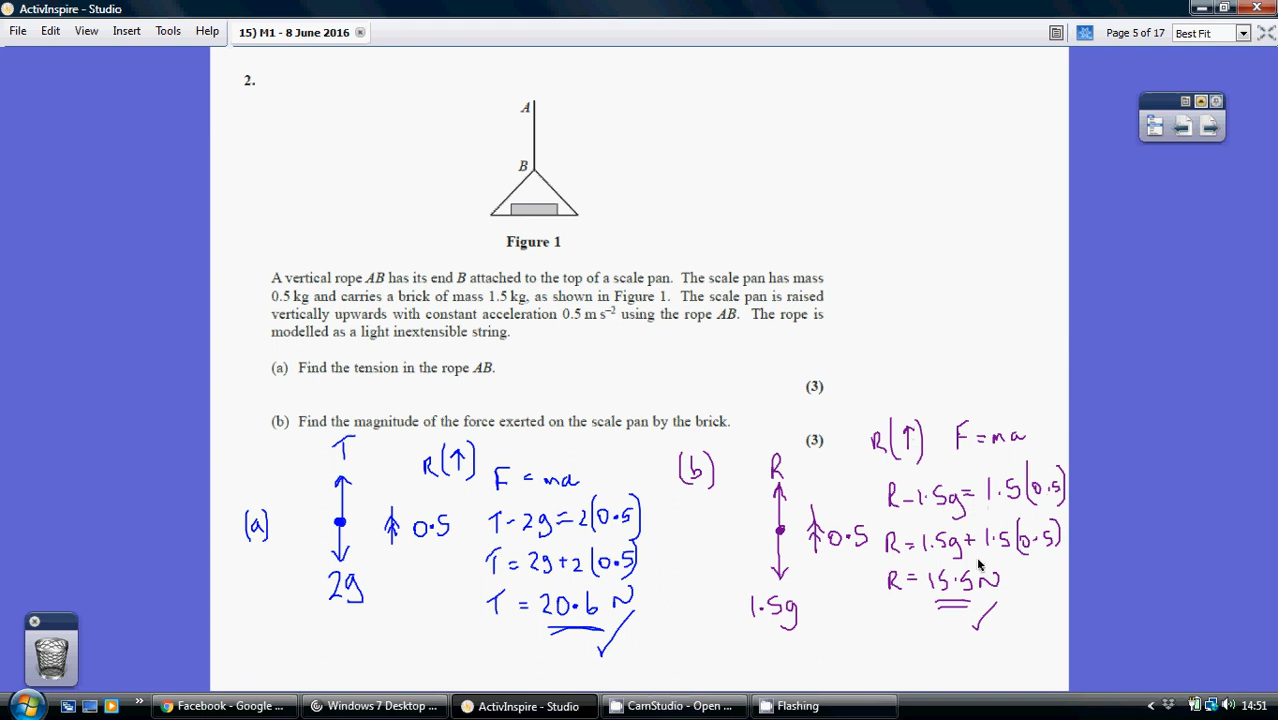 ActivInspire - Studio
File Edit View Insert Tools Help
15) M1 - 8 June 2016
Page 5 of 17
Best Fit
2.
A
B
Figure 1
A vertical rope AB has its end B attached to the top of a scale pan. The scale pan has mass
0.5 kg and carries a brick of mass 1.5 kg, as shown in Figure 1. The scale pan is raised
vertically upwards with constant acceleration 0.5 m s⁻² using the rope AB. The rope is
modelled as a light inextensible string.
(a) Find the tension in the rope AB.
(3)
(b) Find the magnitude of the force exerted on the scale pan by the brick.
(3)
(a)
T
0.5
2g
R(↑)
F = ma
T - 2g = 2(0.5)
T = 2g + 2(0.5)
T = 20.6 N
(b)
R
0.5
1.5g
R(↑) F = ma
R - 1.5g = 1.5(0.5)
R = 1.5g + 1.5(0.5)
R = 15.5 N
Facebook - Google ...
Windows 7 Desktop ...
ActivInspire - Studio
CamStudio - Open ...
Flashing
14:51